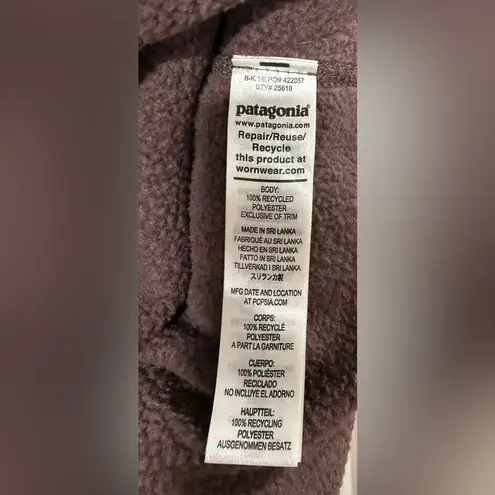 B-K 1/6 PO# 422057
STY# 25618
patagonia®
www.patagonia.com
Repair/Reuse/
Recycle
this product at
wornwear.com
BODY:
100% RECYCLED
POLYESTER
EXCLUSIVE OF TRIM
MADE IN SRI LANKA
FABRIQUÉ AU SRI LANKA
HECHO EN SRI LANKA
FATTO IN SRI LANKA
TILLVERKAD I SRI LANKA
スリランカ製
MFG DATE AND LOCATION
AT PCPSIA.COM
CORPS:
100% RECYCLÉ
POLYESTER
A PART LA GARNITURE
CUERPO:
100% POLIÉSTER
RECICLADO
NO INCLUYE EL ADORNO
HAUPTTEIL:
100% RECYCLING
POLYESTER
AUSGENOMMEN BESATZ